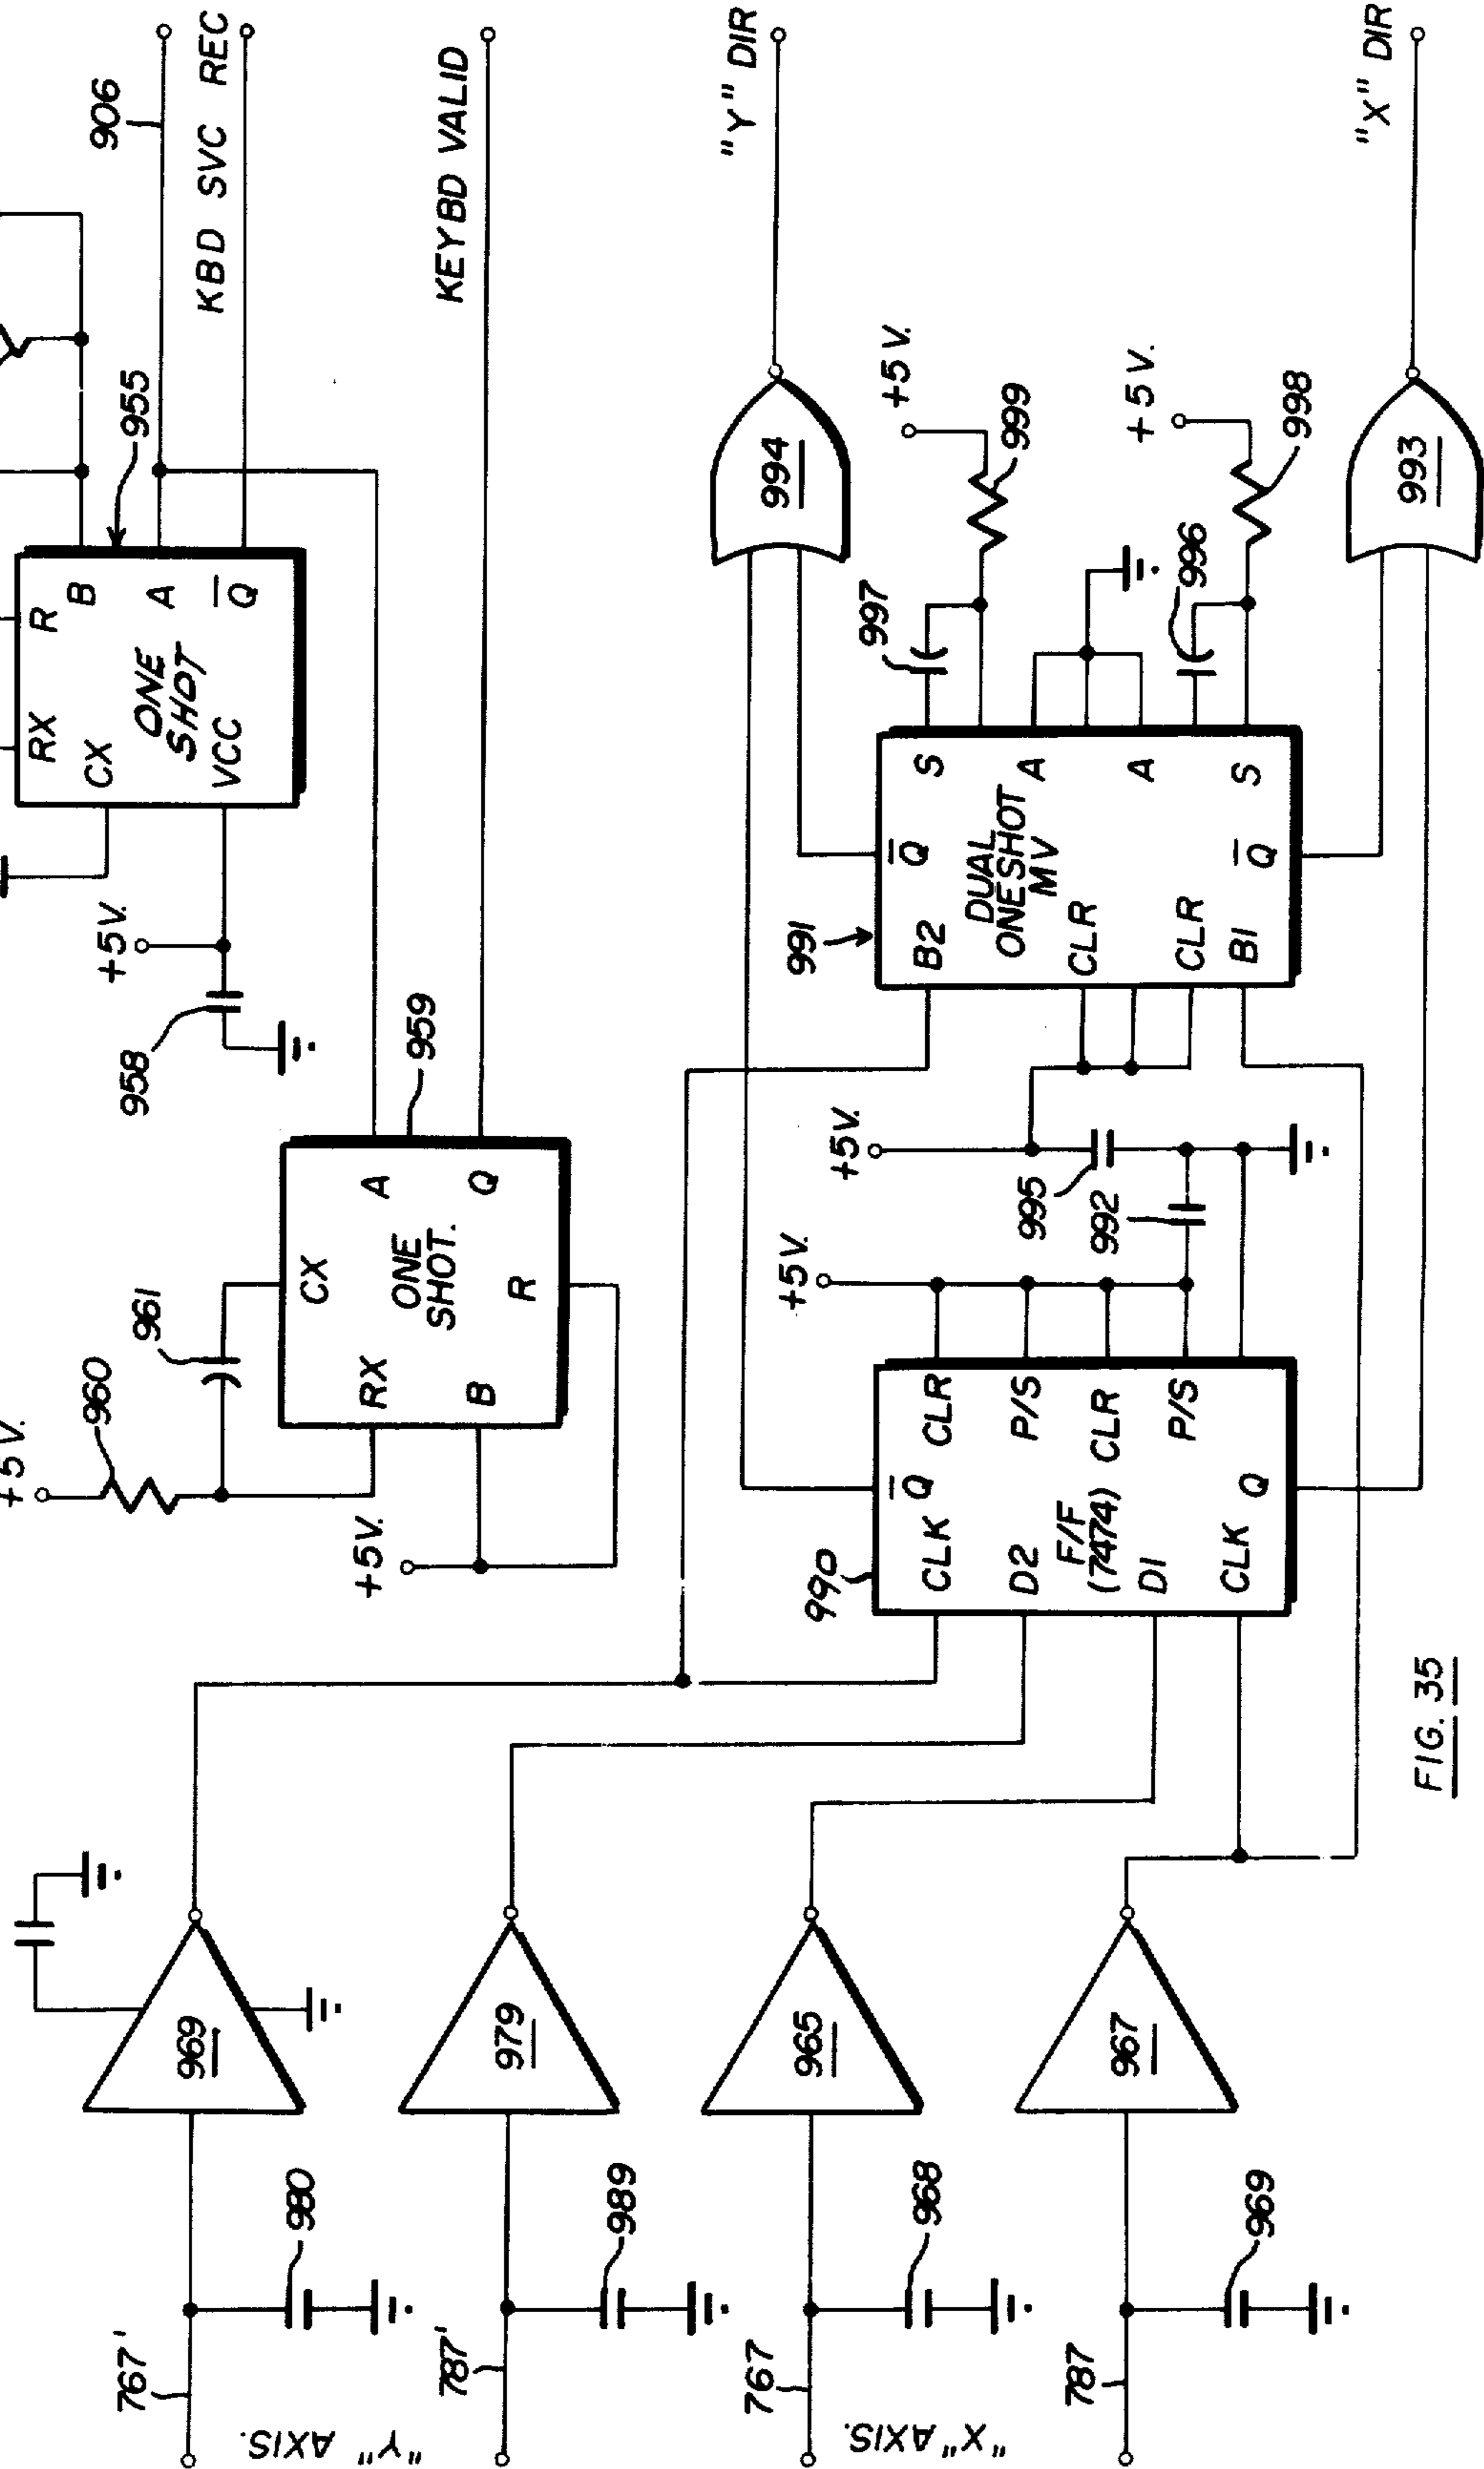 906
KBD SVC REC
955
R
RX
B
CX
A
ONE
SHOT
Q
VCC
+5V.
958
KEYBD VALID
+5V.
960
961
959
CX
A
RX
ONE
SHOT.
B
Q
R
+5V.
"Y" DIR
994
+5V.
997
999
991
B2
Q
S
DUAL
ONESHOT
MV
CLR
A
CLR
A
B1
Q
S
996
+5V.
998
993
"X" DIR
+5V.
995
992
+5V.
990
CLK
Q
CLR
D2
P/S
F/F
(7474)
CLR
D1
P/S
CLK
Q
969
979
965
967
767'
980
"Y" AXIS.
787'
989
767
968
"X" AXIS.
787
969
FIG. 35